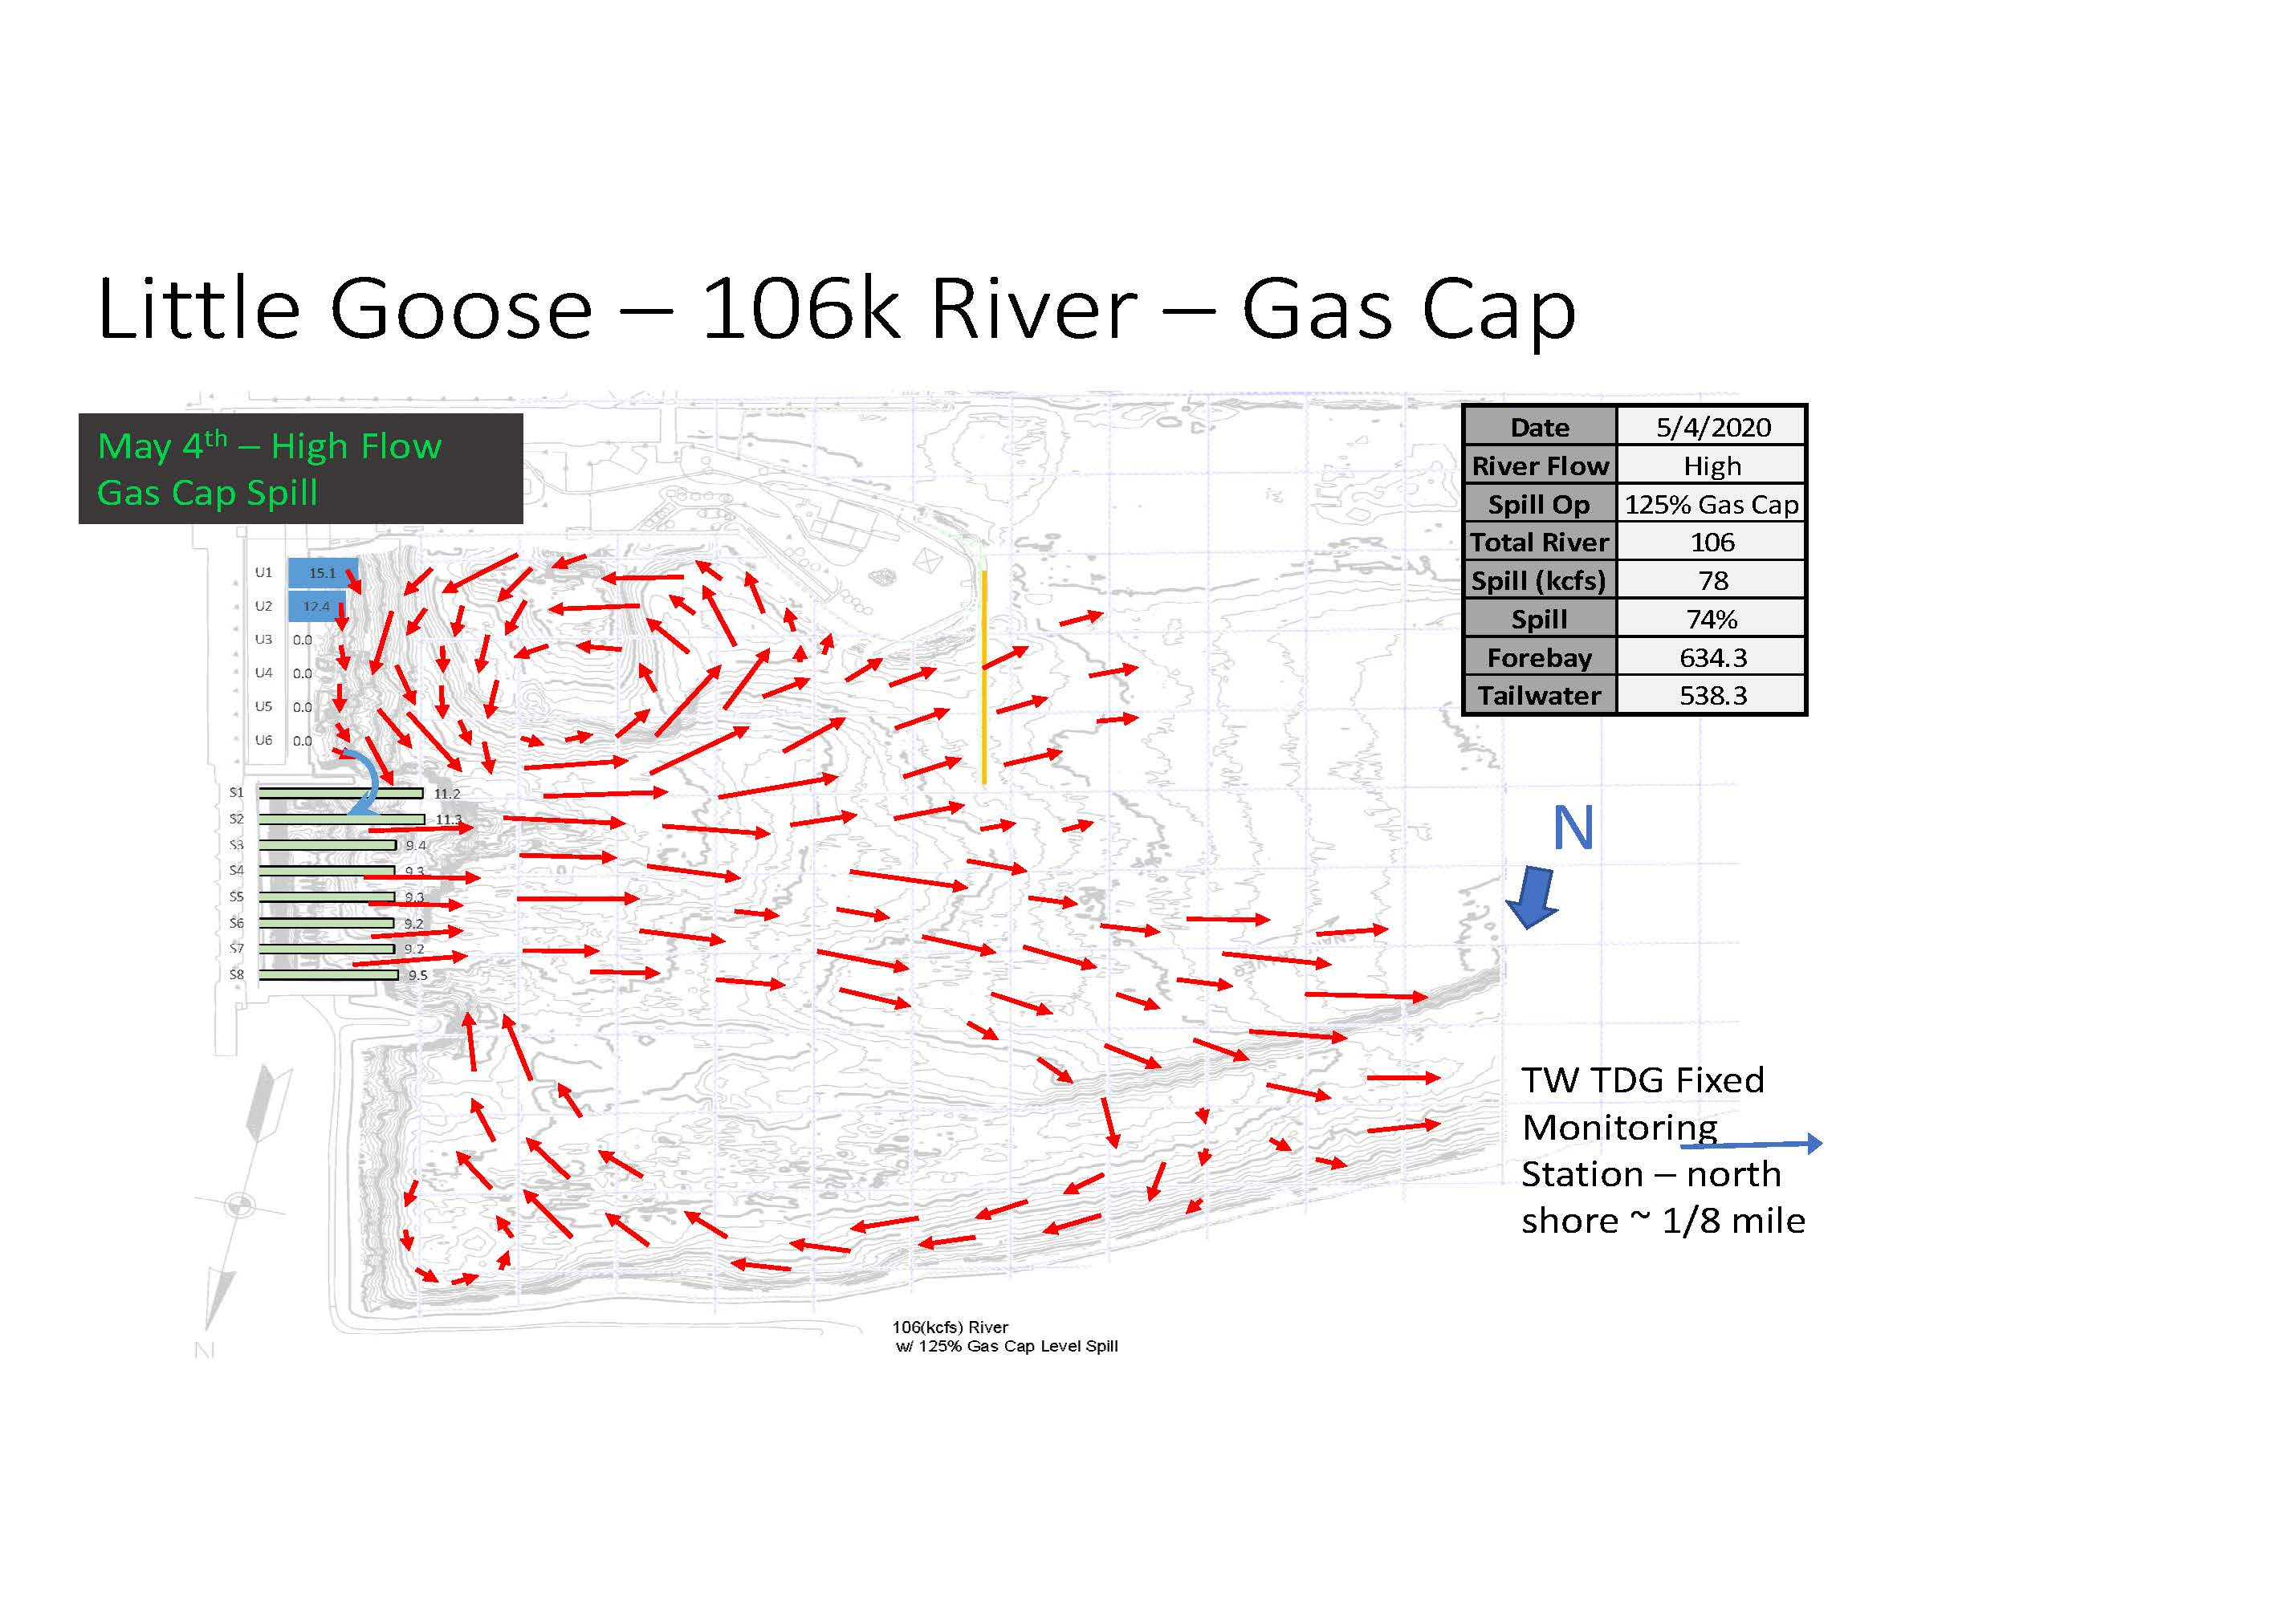 Little Goose – 106k River – Gas Cap
May 4th – High Flow
Gas Cap Spill
Date 5/4/2020
River Flow High
Spill Op 125% Gas Cap
Total River 106
Spill (kcfs) 78
Spill 74%
Forebay 634.3
Tailwater 538.3
U1 15.1
U2 12.4
U3 0.0
U4 0.0
U5 0.0
U6 0.0
S1 11.2
S2 11.3
S3 9.4
S4 9.3
S5 9.3
S6 9.2
S7 9.2
S8 9.5
N
TW TDG Fixed
Monitoring
Station – north
shore ~ 1/8 mile
N
106(kcfs) River
w/ 125% Gas Cap Level Spill